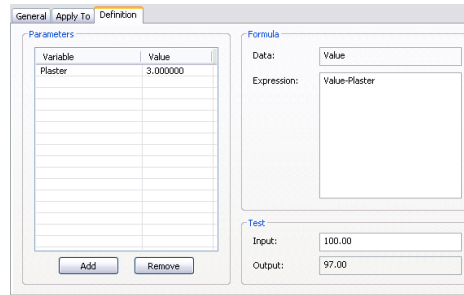 General Apply To Definition
Parameters
Variable Value
Plaster 3.000000
Add Remove
Formula
Data: Value
Expression: Value-Plaster
Test
Input: 100.00
Output: 97.00